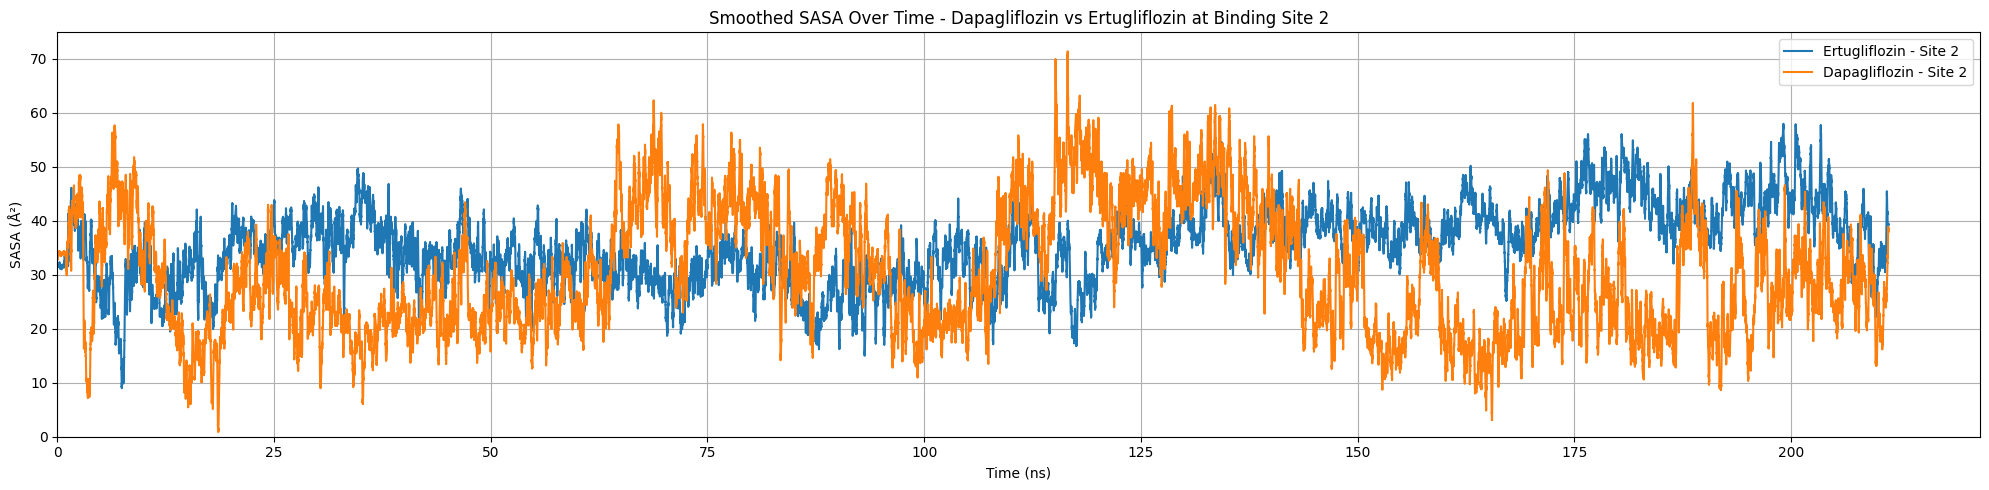 Smoothed SASA Over Time - Dapagliflozin vs Ertugliflozin at Binding Site 2
Ertugliflozin - Site 2
Dapagliflozin - Site 2
SASA (Å²)
70
60
50
40
30
20
10
0
0 25 50 75 100 125 150 175 200
Time (ns)